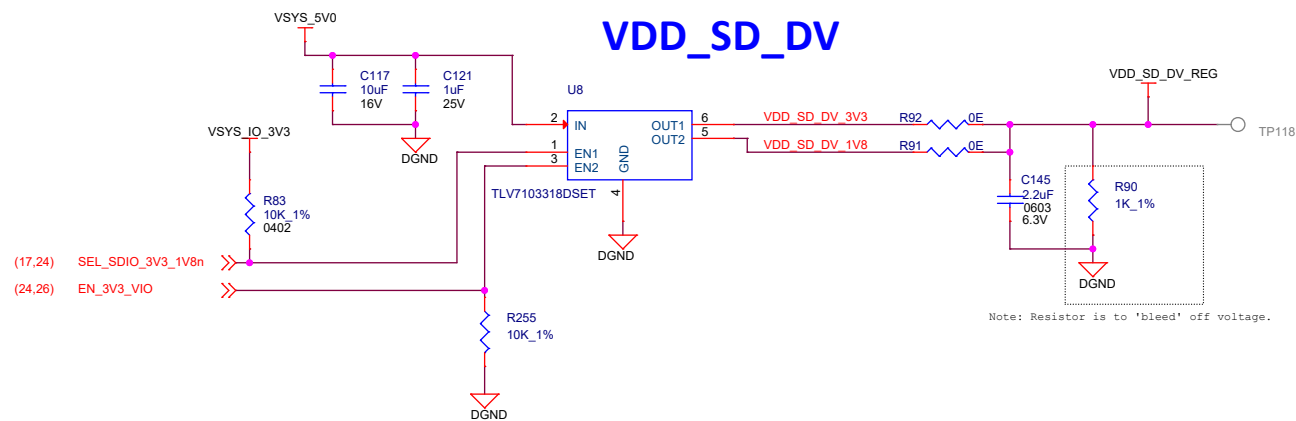 VDD_SD_DV
VSYS_5V0
C117
10uF
16V
C121
1uF
25V
DGND
VSYS_IO_3V3
R83
10K_1%
0402
U8
2
IN
1
EN1
3
EN2
GND
4
OUT1
6
OUT2
5
TLV7103318DSET
DGND
VDD_SD_DV_3V3
R92
0E
VDD_SD_DV_1V8
R91
0E
VDD_SD_DV_REG
TP118
C145
2.2uF
0603
6.3V
R90
1K_1%
DGND
Note: Resistor is to 'bleed' off voltage.
(17,24) SEL_SDIO_3V3_1V8n
(24,26) EN_3V3_VIO
R255
10K_1%
DGND